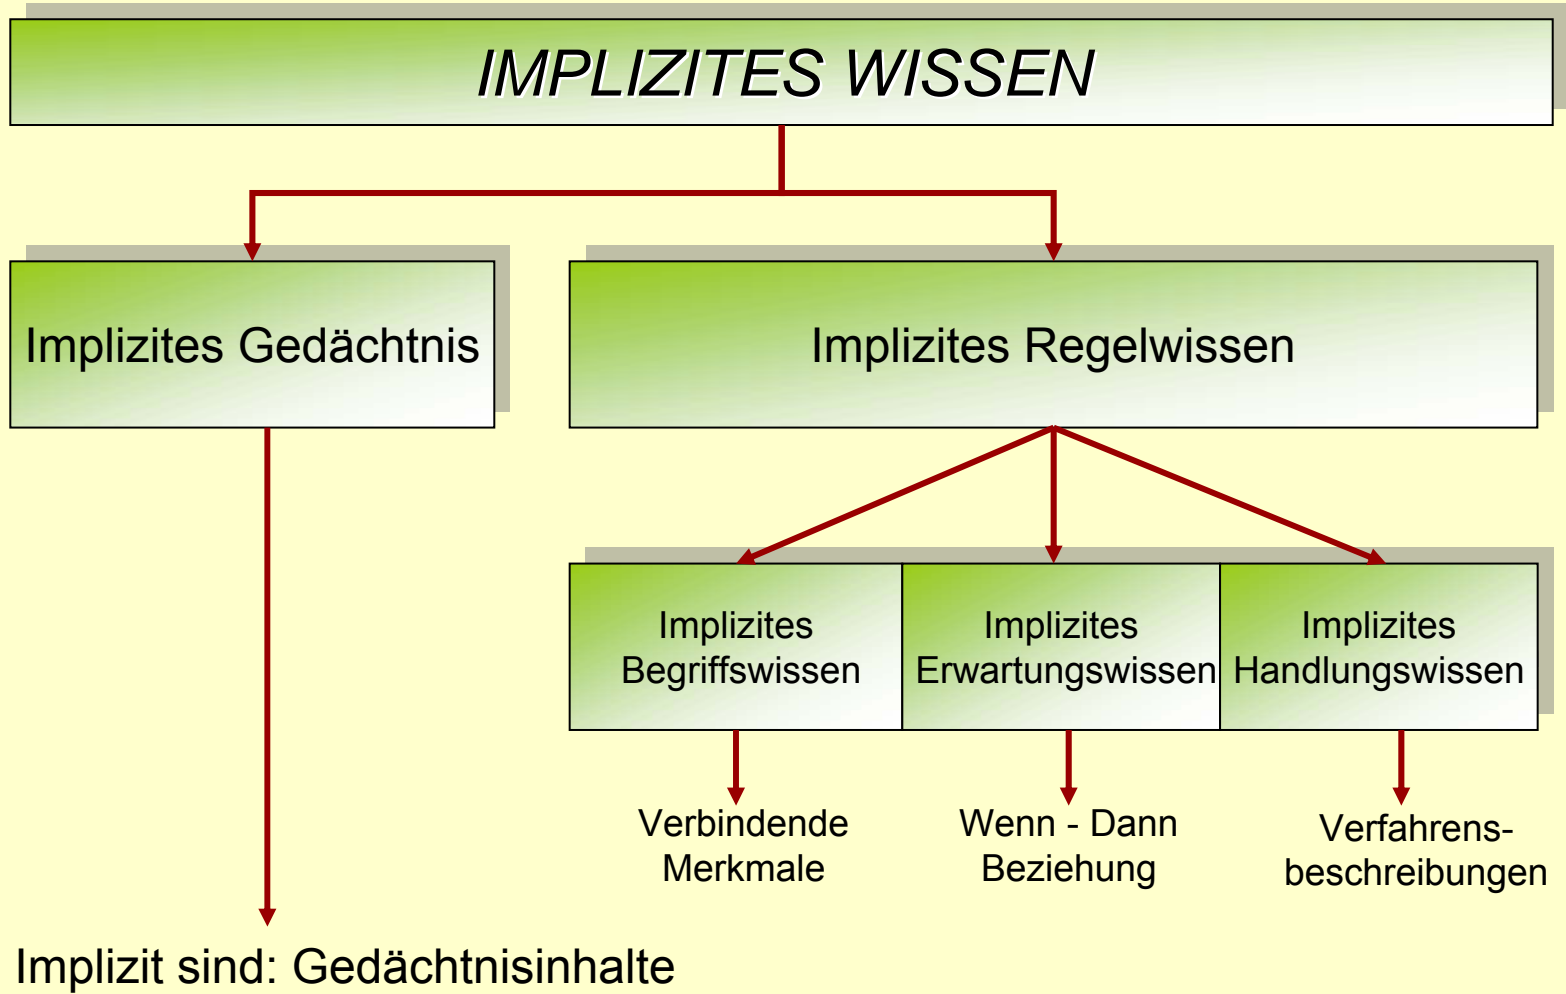 IMPLIZITES WISSEN
Implizites Gedächtnis
Implizites Regelwissen
Implizites
Begriffswissen
Implizites
Erwartungswissen
Implizites
Handlungswissen
Verbindende
Merkmale
Wenn - Dann
Beziehung
Verfahrens-
beschreibungen
Implizit sind: Gedächtnisinhalte